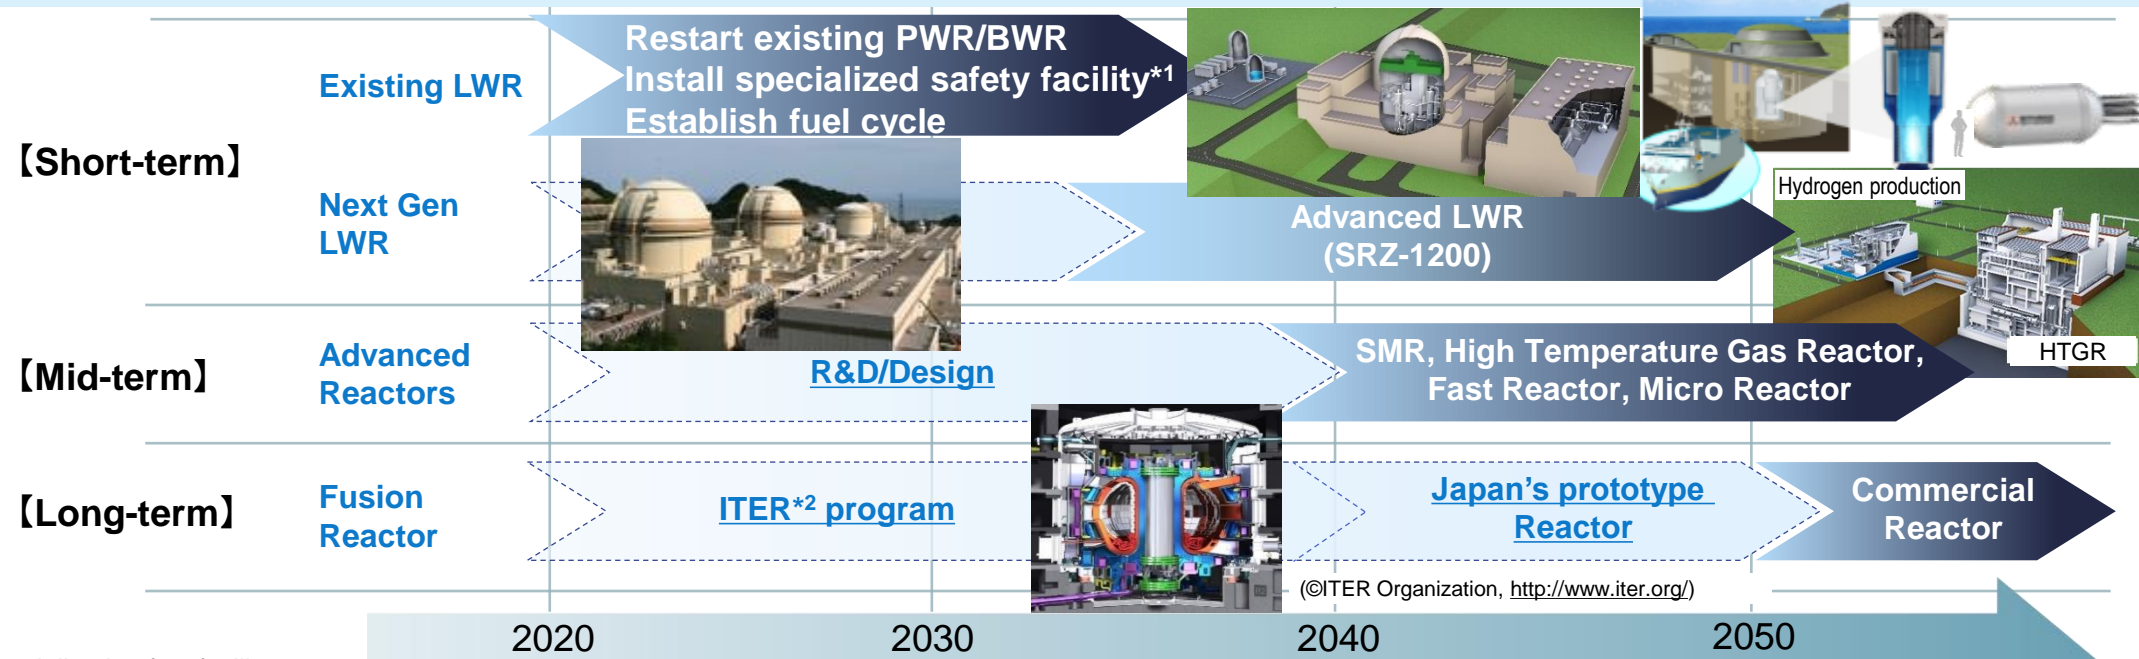 Restart existing PWR/BWR
Install specialized safety facility*1
Establish fuel cycle
Existing LWR
【Short-term】
Next Gen
LWR
Advanced LWR
(SRZ-1200)
Hydrogen production
HTGR
【Mid-term】
Advanced
Reactors
R&D/Design
SMR, High Temperature Gas Reactor,
Fast Reactor, Micro Reactor
【Long-term】
Fusion
Reactor
ITER*2 program
Japan’s prototype
Reactor
Commercial
Reactor
(©ITER Organization, http://www.iter.org/)
2020 2030 2040 2050